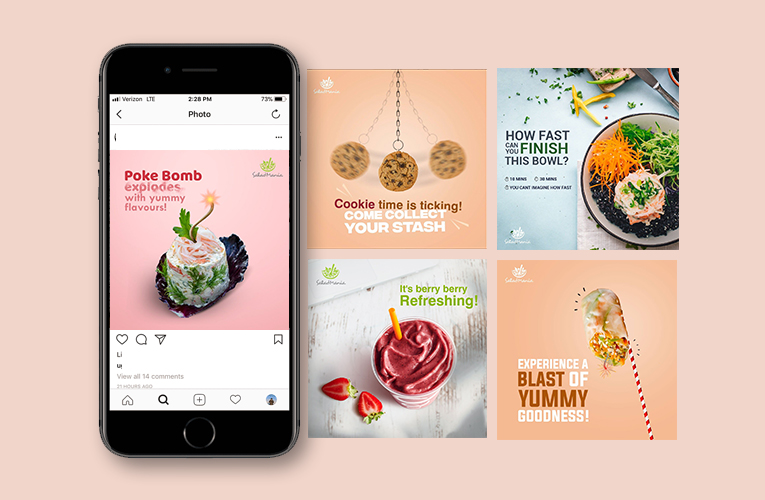 Verizon LTE
2:28 PM
73%
Photo
Poke Bomb
explodes
with yummy
flavours!
SaladMania
View all 14 comments
21 HOURS AGO
SaladMania
Cookie time is ticking!
COME COLLECT
YOUR STASH
HOW FAST
CAN YOU FINISH
THIS BOWL?
18 MINS
30 MINS
YOU CANT IMAGINE HOW FAST
SaladMania
SaladMania
It's berry berry
Refreshing!
SaladMania
EXPERIENCE A
BLAST OF
YUMMY
GOODNESS!